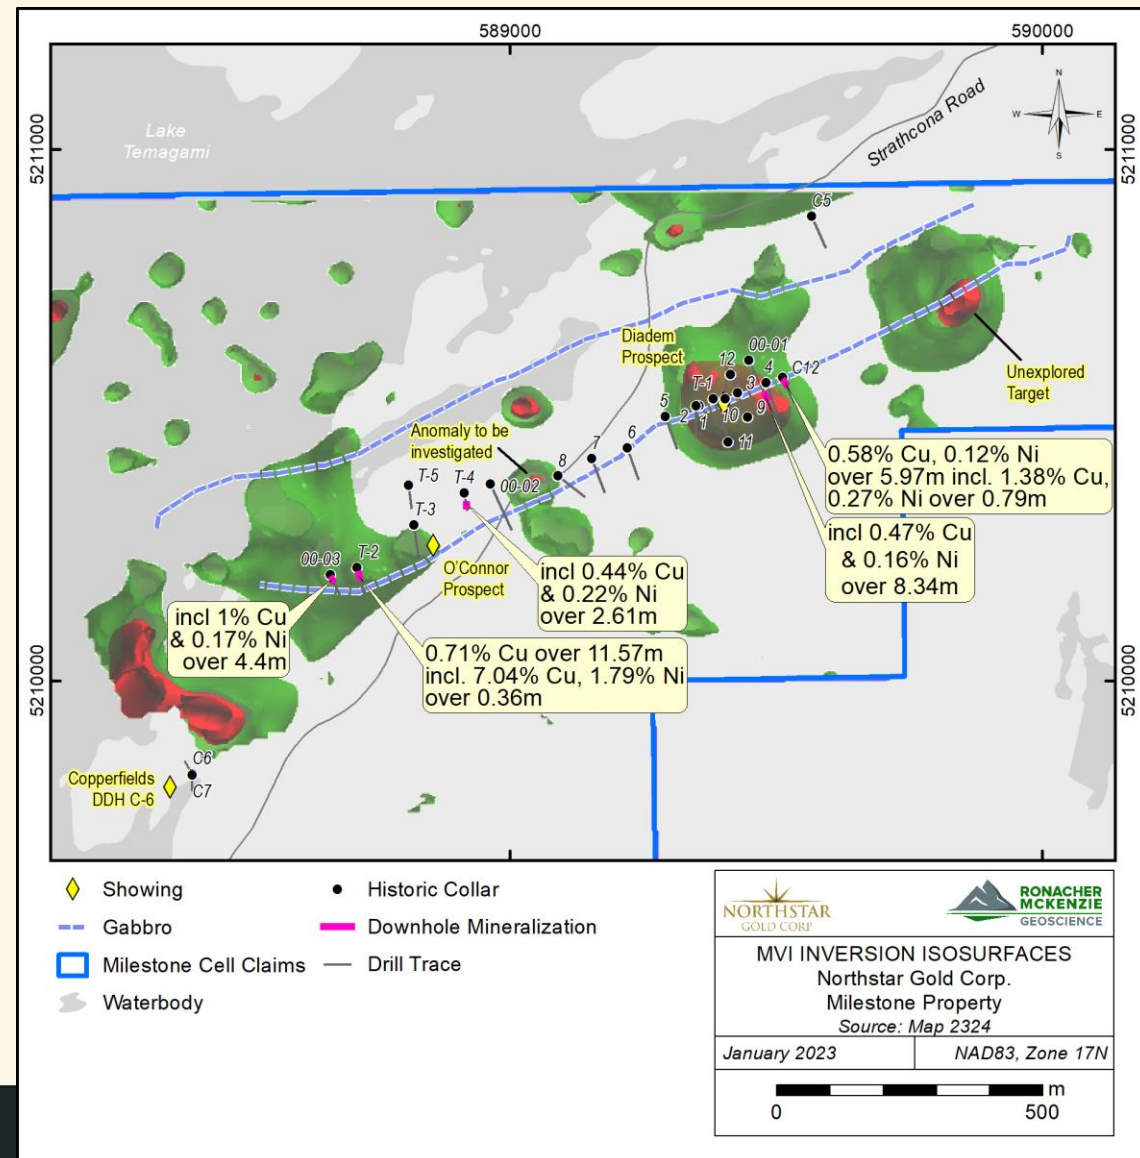 589000
590000
5211000
5211000
Lake
Temagami
Strathcona Road
N
W
E
S
C5
Diadem
Prospect
00-01
12
T-1
3
4
C12
5
2
1
10
9
11
Unexplored
Target
Anomaly to be
investigated
8
7
6
T-5
T-4
00-02
T-3
00-03
T-2
O'Connor
Prospect
0.58% Cu, 0.12% Ni
over 5.97m incl. 1.38% Cu,
0.27% Ni over 0.79m
incl 0.47% Cu
& 0.16% Ni
over 8.34m
incl 0.44% Cu
& 0.22% Ni
over 2.61m
incl 1% Cu
& 0.17% Ni
over 4.4m
0.71% Cu over 11.57m
incl. 7.04% Cu, 1.79% Ni
over 0.36m
5210000
5210000
Copperfields
DDH C-6
C6
C7
Showing
Historic Collar
Gabbro
Downhole Mineralization
Milestone Cell Claims
Drill Trace
Waterbody
NORTHSTAR
GOLD CORP
RONACHER
MCKENZIE
GEOSCIENCE
MVI INVERSION ISOSURFACES
Northstar Gold Corp.
Milestone Property
Source: Map 2324
January 2023
NAD83, Zone 17N
m
0
500